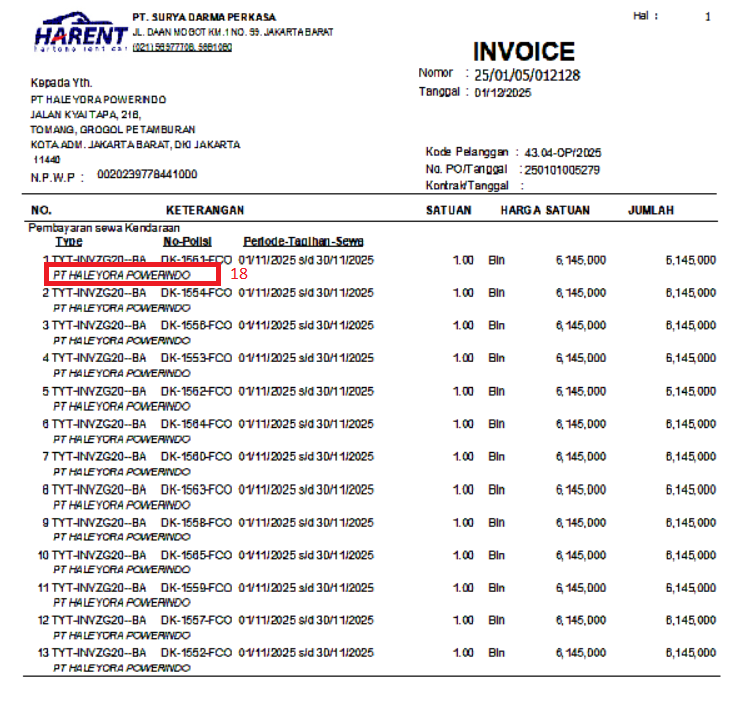 HARENT
hartono rent car
PT. SURYA DARMA PERKASA
JL. DAAN MOGOT KM.1 NO. 99. JAKARTA BARAT
(021) 56977708, 5661060
Hal : 1
INVOICE
Nomor : 25/01/05/012128
Tanggal : 01/12/2025
Kepada Yth.
PT HALEYORA POWERINDO
JALAN KYAI TAPA, 216,
TOMANG, GROGOL PETAMBURAN
KOTA ADM. JAKARTA BARAT, DKI JAKARTA
11440
N.P.W.P : 0020239778441000
Kode Pelanggan : 43.04-OP/2025
No. PO/Tanggal : 250101005279
Kontrak/Tanggal :
NO. KETERANGAN SATUAN HARGA SATUAN JUMLAH
Pembayaran sewa Kendaraan
Type No-Polisi Periode-Tagihan-Sewa
1 TYT-INVZG20--BA DK-1561-FCO 01/11/2025 s/d 30/11/2025 1.00 Bln 6,145,000 6,145,000
PT HALEYORA POWERINDO 18
2 TYT-INVZG20--BA DK-1554-FCO 01/11/2025 s/d 30/11/2025 1.00 Bln 6,145,000 6,145,000
PT HALEYORA POWERINDO
3 TYT-INVZG20--BA DK-1556-FCO 01/11/2025 s/d 30/11/2025 1.00 Bln 6,145,000 6,145,000
PT HALEYORA POWERINDO
4 TYT-INVZG20--BA DK-1553-FCO 01/11/2025 s/d 30/11/2025 1.00 Bln 6,145,000 6,145,000
PT HALEYORA POWERINDO
5 TYT-INVZG20--BA DK-1562-FCO 01/11/2025 s/d 30/11/2025 1.00 Bln 6,145,000 6,145,000
PT HALEYORA POWERINDO
6 TYT-INVZG20--BA DK-1564-FCO 01/11/2025 s/d 30/11/2025 1.00 Bln 6,145,000 6,145,000
PT HALEYORA POWERINDO
7 TYT-INVZG20--BA DK-1560-FCO 01/11/2025 s/d 30/11/2025 1.00 Bln 6,145,000 6,145,000
PT HALEYORA POWERINDO
8 TYT-INVZG20--BA DK-1563-FCO 01/11/2025 s/d 30/11/2025 1.00 Bln 6,145,000 6,145,000
PT HALEYORA POWERINDO
9 TYT-INVZG20--BA DK-1558-FCO 01/11/2025 s/d 30/11/2025 1.00 Bln 6,145,000 6,145,000
PT HALEYORA POWERINDO
10 TYT-INVZG20--BA DK-1565-FCO 01/11/2025 s/d 30/11/2025 1.00 Bln 6,145,000 6,145,000
PT HALEYORA POWERINDO
11 TYT-INVZG20--BA DK-1559-FCO 01/11/2025 s/d 30/11/2025 1.00 Bln 6,145,000 6,145,000
PT HALEYORA POWERINDO
12 TYT-INVZG20--BA DK-1557-FCO 01/11/2025 s/d 30/11/2025 1.00 Bln 6,145,000 6,145,000
PT HALEYORA POWERINDO
13 TYT-INVZG20--BA DK-1552-FCO 01/11/2025 s/d 30/11/2025 1.00 Bln 6,145,000 6,145,000
PT HALEYORA POWERINDO